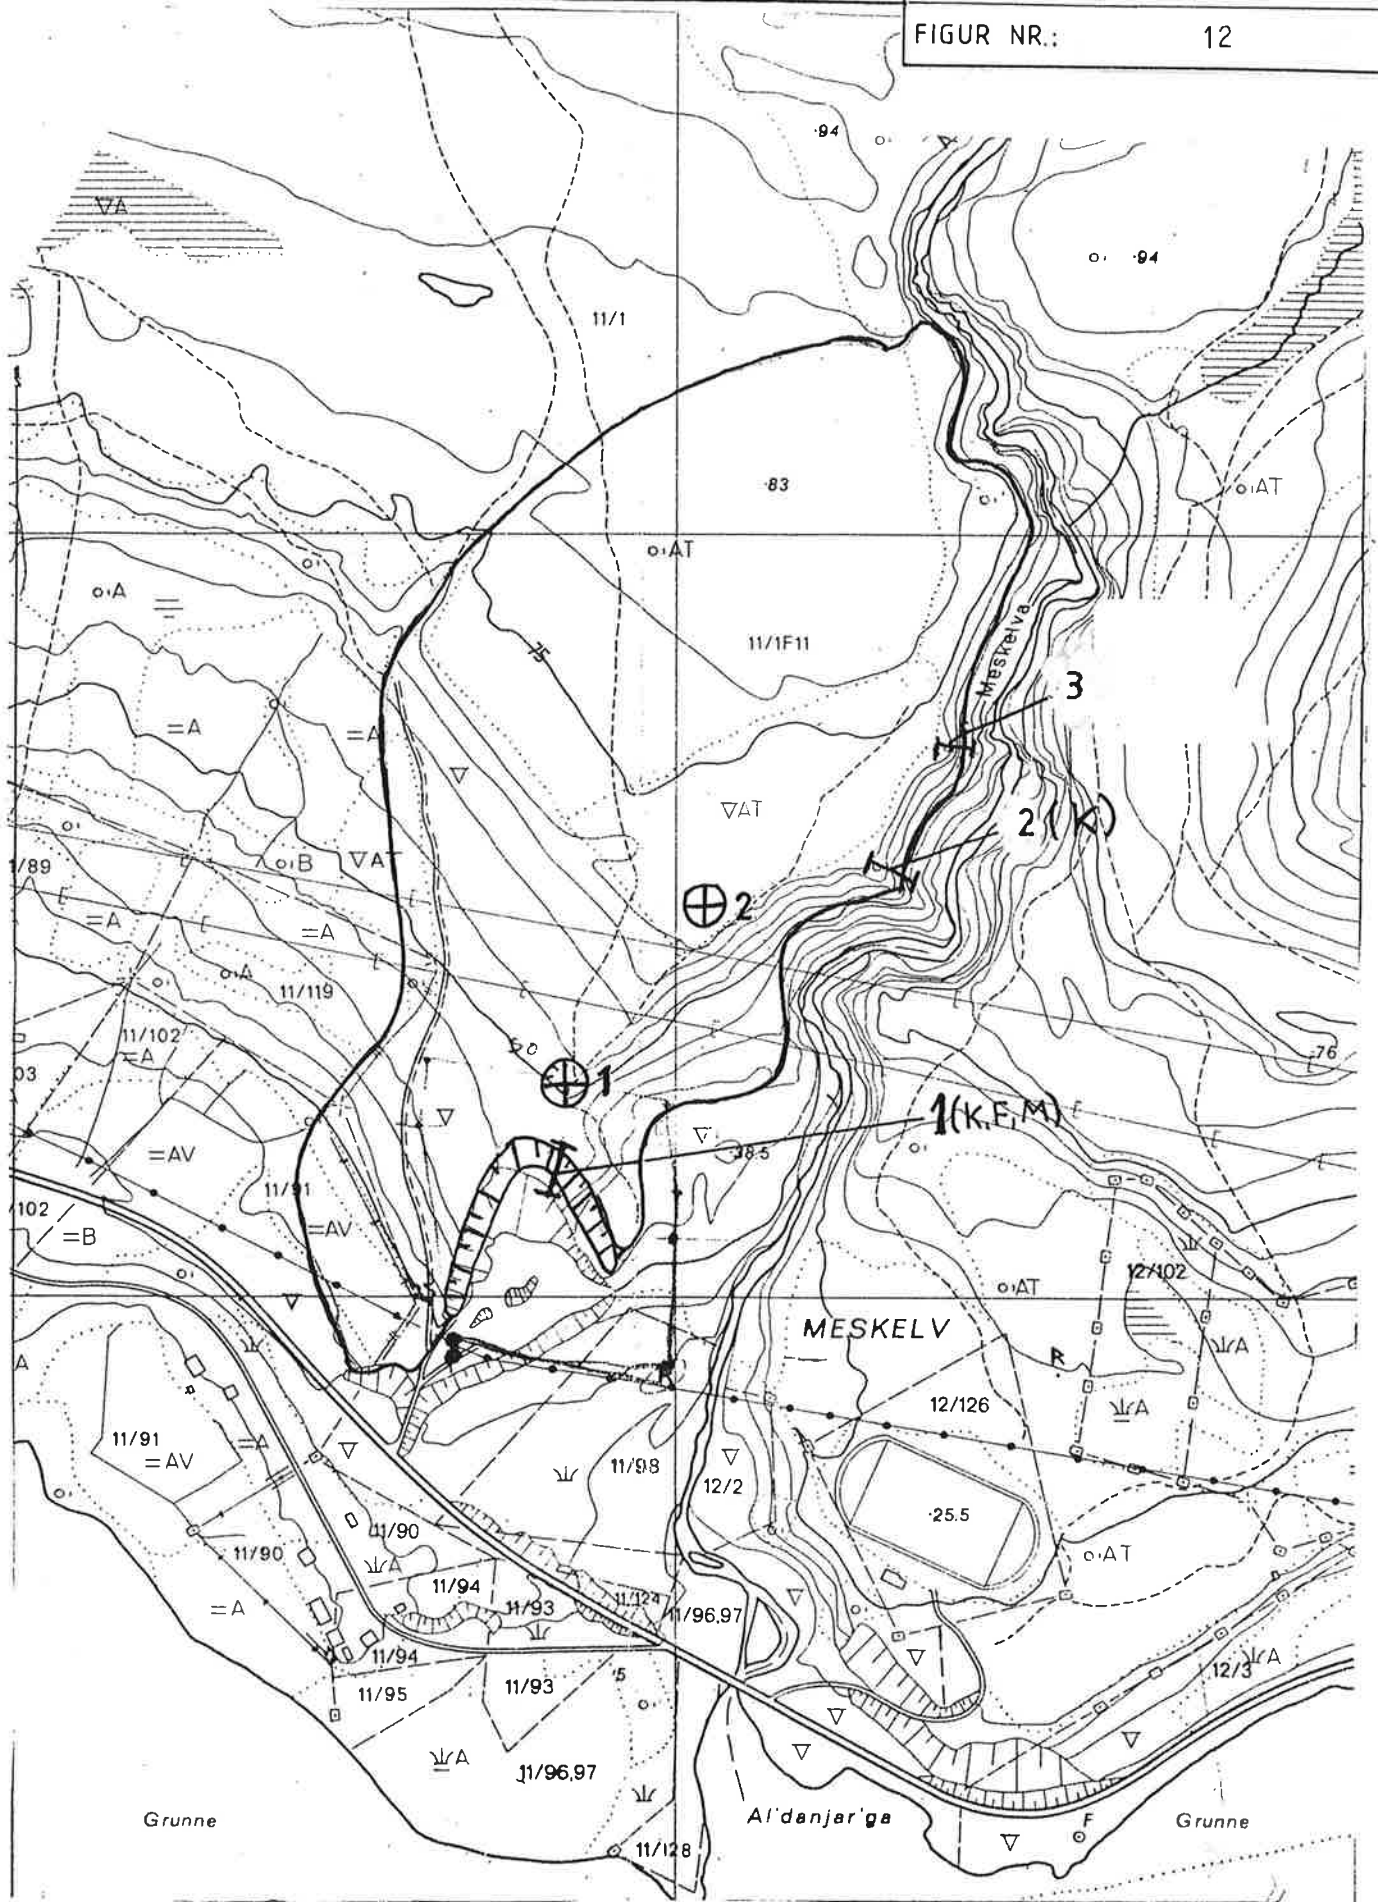 FIGUR NR.: 12
·94
▽A
o ·94
11/1
·83
o AT
o AT
o A
11/1F11
75
Meskelva
3
=A
=A
▽
▽AT
2 (K)
1/89
o B
▽AT
2
=A
=A
o A
11/119
11/102
=A
50
·76
03
1
▽
1(K,F,M)
▽
·38.5
=AV
11/91
/102
=AV
=B
12/102
o AT
▽
MESKELV
A
A
R
R
12/126
A
11/91
=A
=AV
▽
11/98
▽
12/2
·25.5
11/90
11/90
A
o AT
11/94
=A
11/93
11/124
11/96,97
▽
11/94
▽
12/3
A
11/95
11/93
5
▽
▽
▽
A
11/96,97
Grunne
Al'danjar'ga
F
Grunne
▽
11/128